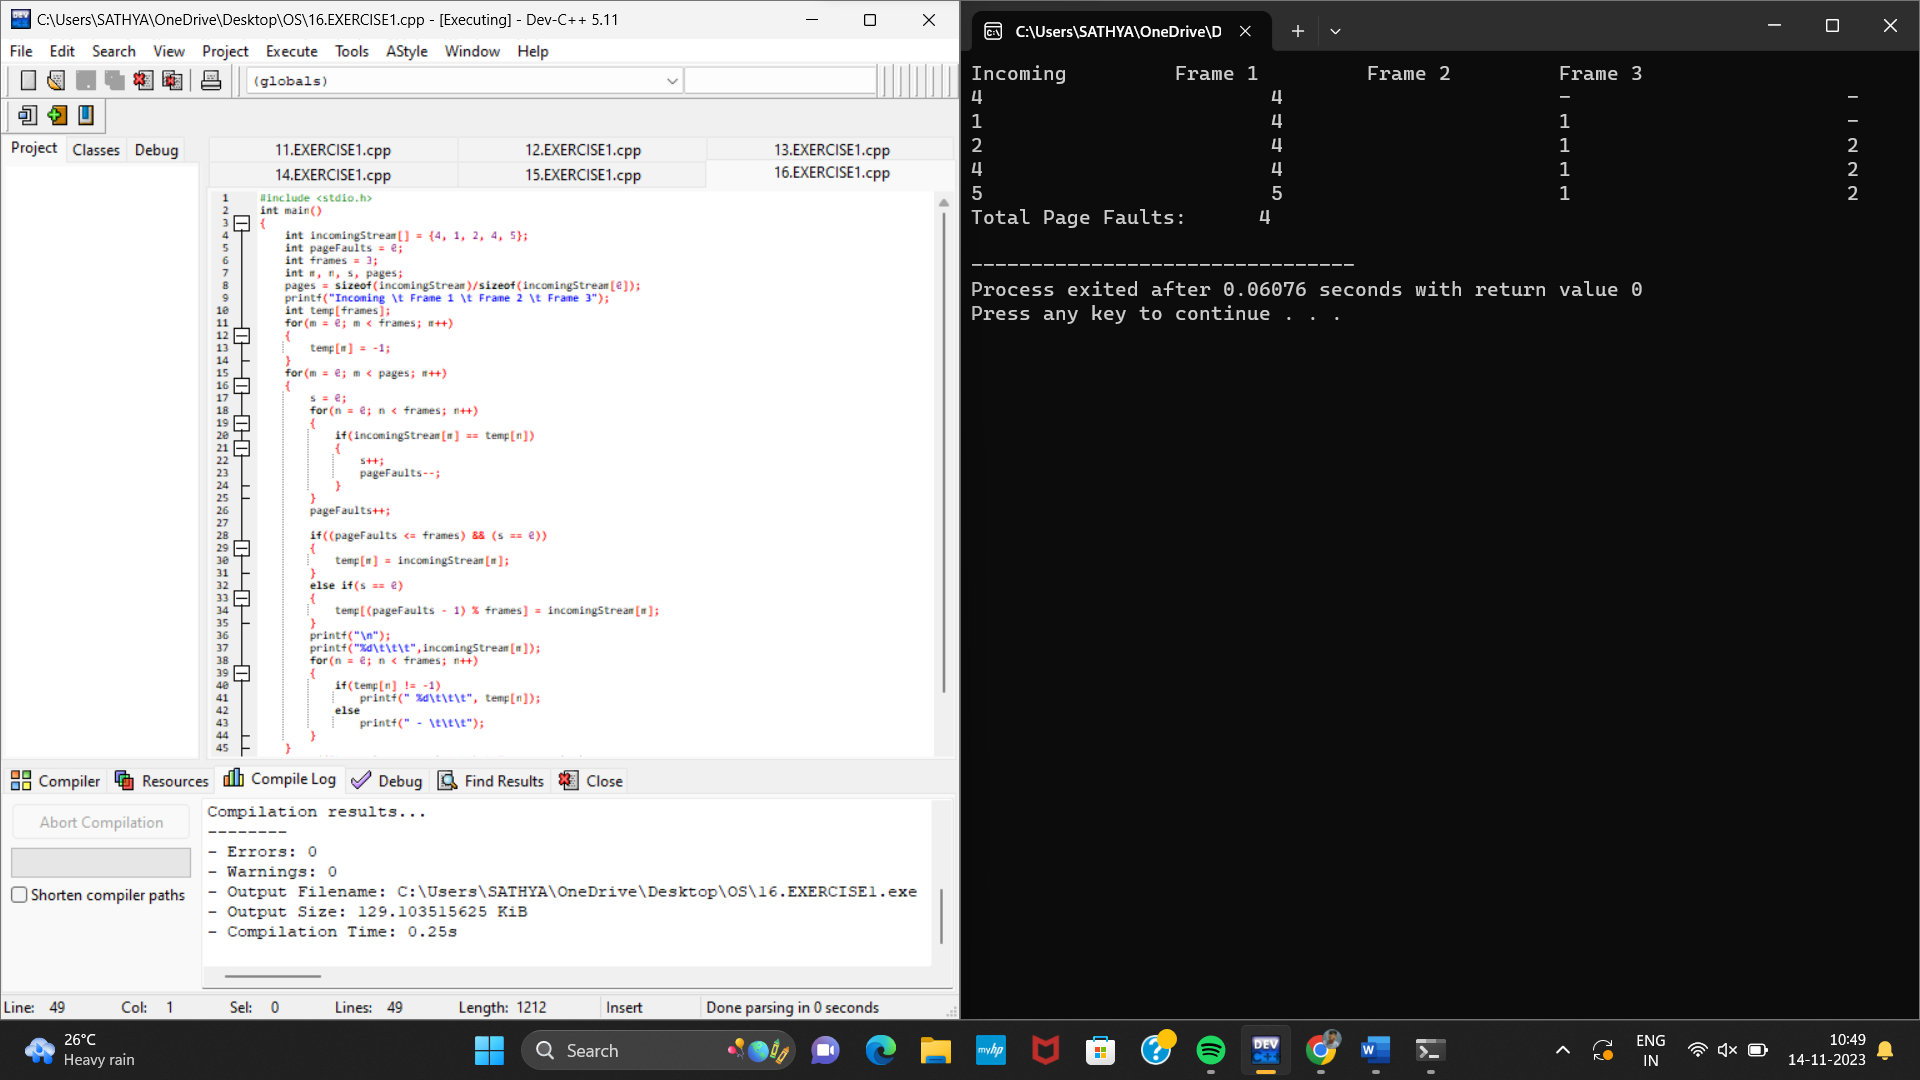 C:\Users\SATHYA\OneDrive\Desktop\OS\16.EXERCISE1.cpp - [Executing] - Dev-C++ 5.11
File Edit Search View Project Execute Tools AStyle Window Help
(globals)
Project Classes Debug
11.EXERCISE1.cpp 12.EXERCISE1.cpp 13.EXERCISE1.cpp
14.EXERCISE1.cpp 15.EXERCISE1.cpp 16.EXERCISE1.cpp
1 #include <stdio.h>
2 int main()
3 {
4 int incomingStream[] = {4, 1, 2, 4, 5};
5 int pageFaults = 0;
6 int frames = 3;
7 int m, n, s, pages;
8 pages = sizeof(incomingStream)/sizeof(incomingStream[0]);
9 printf("Incoming \t Frame 1 \t Frame 2 \t Frame 3");
10 int temp[frames];
11 for(m = 0; m < frames; m++)
12 {
13 temp[m] = -1;
14 }
15 for(m = 0; m < pages; m++)
16 {
17 s = 0;
18 for(n = 0; n < frames; n++)
19 {
20 if(incomingStream[m] == temp[n])
21 {
22 s++;
23 pageFaults--;
24 }
25 }
26 pageFaults++;
27
28 if((pageFaults <= frames) && (s == 0))
29 {
30 temp[m] = incomingStream[m];
31 }
32 else if(s == 0)
33 {
34 temp[(pageFaults - 1) % frames] = incomingStream[m];
35 }
36 printf("\n");
37 printf("%d\t\t\t",incomingStream[m]);
38 for(n = 0; n < frames; n++)
39 {
40 if(temp[n] != -1)
41 printf(" %d\t\t\t", temp[n]);
42 else
43 printf(" - \t\t\t");
44 }
45 }
Compiler Resources Compile Log Debug Find Results Close
Abort Compilation
Shorten compiler paths
Compilation results...
--------
- Errors: 0
- Warnings: 0
- Output Filename: C:\Users\SATHYA\OneDrive\Desktop\OS\16.EXERCISE1.exe
- Output Size: 129.103515625 KiB
- Compilation Time: 0.25s
Line: 49 Col: 1 Sel: 0 Lines: 49 Length: 1212 Insert Done parsing in 0 seconds
C:\Users\SATHYA\OneDrive\D
Incoming Frame 1 Frame 2 Frame 3
4 4 - -
1 4 1 -
2 4 1 2
4 4 1 2
5 5 1 2
Total Page Faults: 4
--------------------------------
Process exited after 0.06076 seconds with return value 0
Press any key to continue . . .
26°C
Heavy rain
Search
myhp
DEV
C++
W
ENG
IN
10:49
14-11-2023